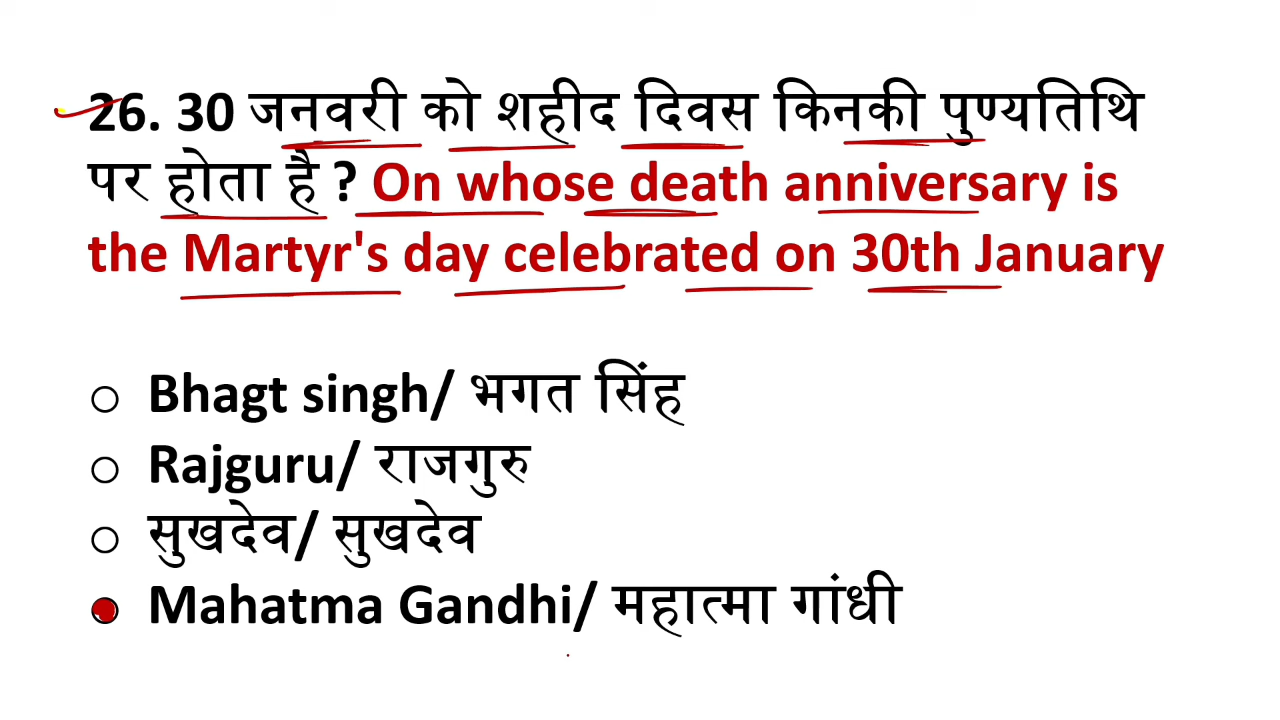 26. 30 जनवरी को शहीद दिवस किनकी पुण्यतिथि
पर होता है ? On whose death anniversary is
the Martyr's day celebrated on 30th January
Bhagt singh/ भगत सिंह
Rajguru/ राजगुरु
सुखदेव/ सुखदेव
Mahatma Gandhi/ महात्मा गांधी